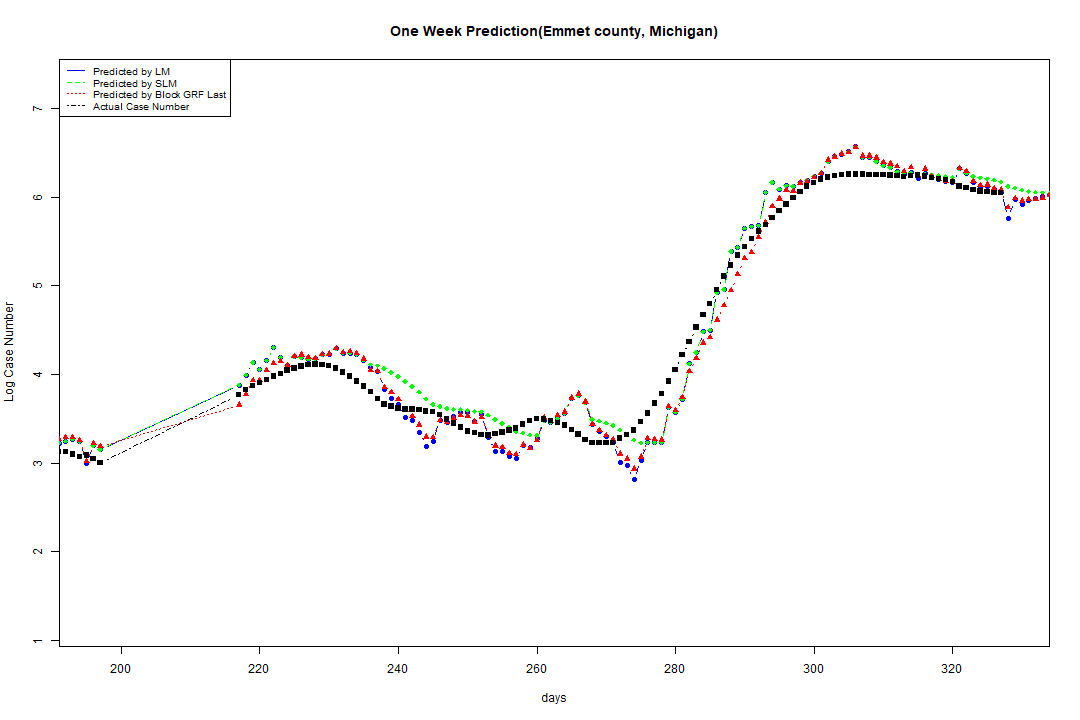 One Week Prediction(Emmet county, Michigan)
Predicted by LM
Predicted by SLM
Predicted by Block GRF Last
Actual Case Number
7
6
5
4
3
2
1
Log Case Number
200 220 240 260 280 300 320
days